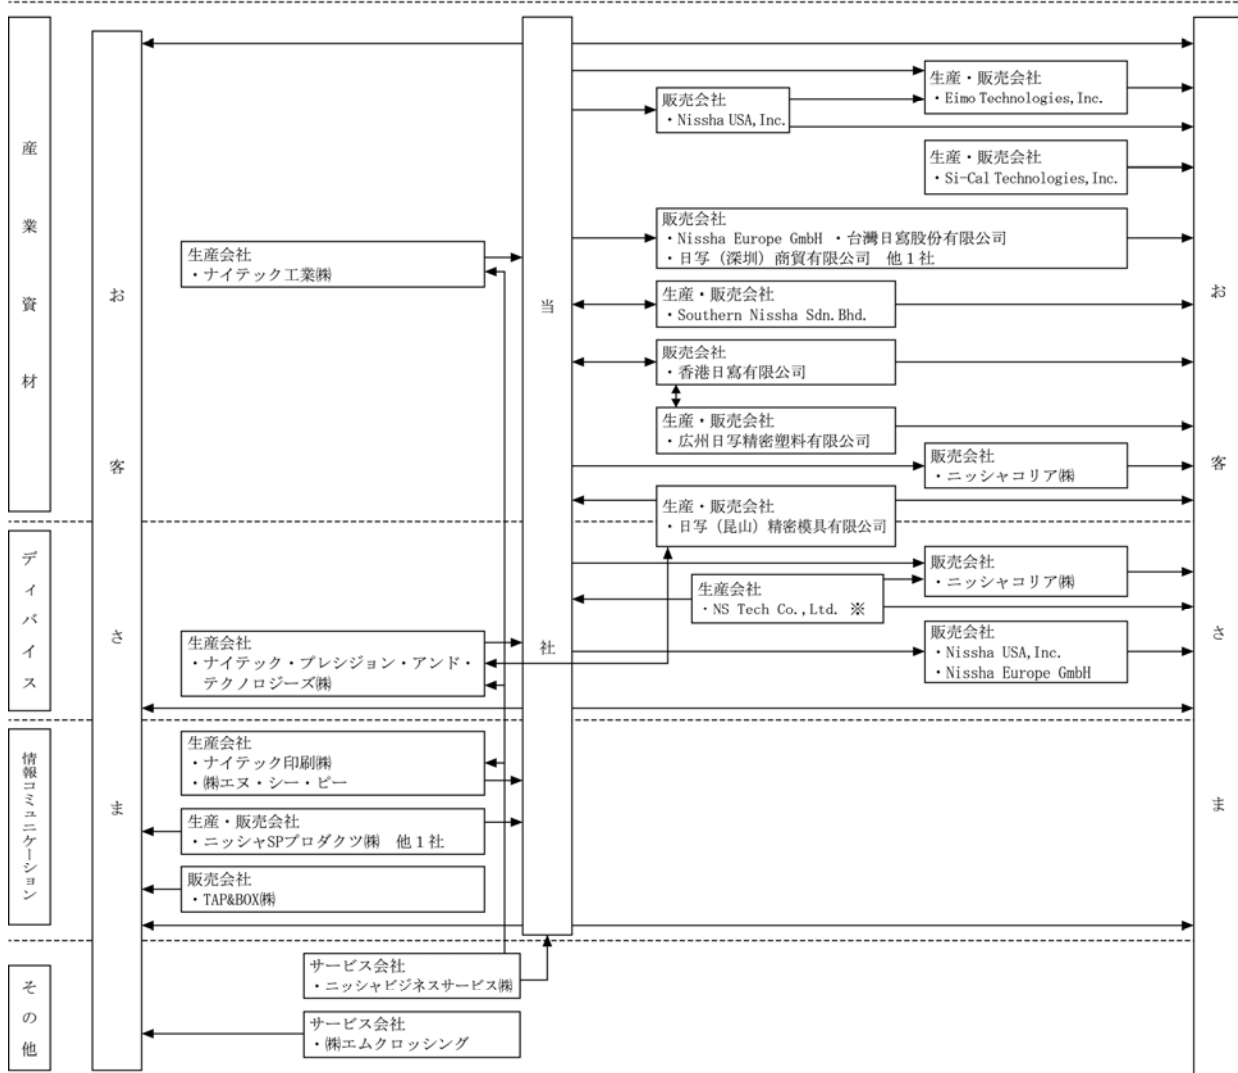 産業資材
ディバイス
情報コミュニケーション
その他
お客さま
当社
お客さま
生産会社
・ナイテック工業㈱
生産会社
・ナイテック・プレシジョン・アンド・
テクノロジーズ㈱
生産会社
・ナイテック印刷㈱
・㈱エヌ・シー・ピー
生産・販売会社
・ニッシャSPプロダクツ㈱ 他１社
販売会社
・TAP&BOX㈱
サービス会社
・ニッシャビジネスサービス㈱
サービス会社
・㈱エムクロッシング
販売会社
・Nissha USA,Inc.
生産・販売会社
・Eimo Technologies,Inc.
生産・販売会社
・Si-Cal Technologies,Inc.
販売会社
・Nissha Europe GmbH ・台灣日寫股份有限公司
・日写（深圳）商貿有限公司 他１社
生産・販売会社
・Southern Nissha Sdn.Bhd.
販売会社
・香港日寫有限公司
生産・販売会社
・広州日写精密塑料有限公司
販売会社
・ニッシャコリア㈱
生産・販売会社
・日写（昆山）精密模具有限公司
販売会社
・ニッシャコリア㈱
生産会社
・NS Tech Co.,Ltd. ※
販売会社
・Nissha USA,Inc.
・Nissha Europe GmbH